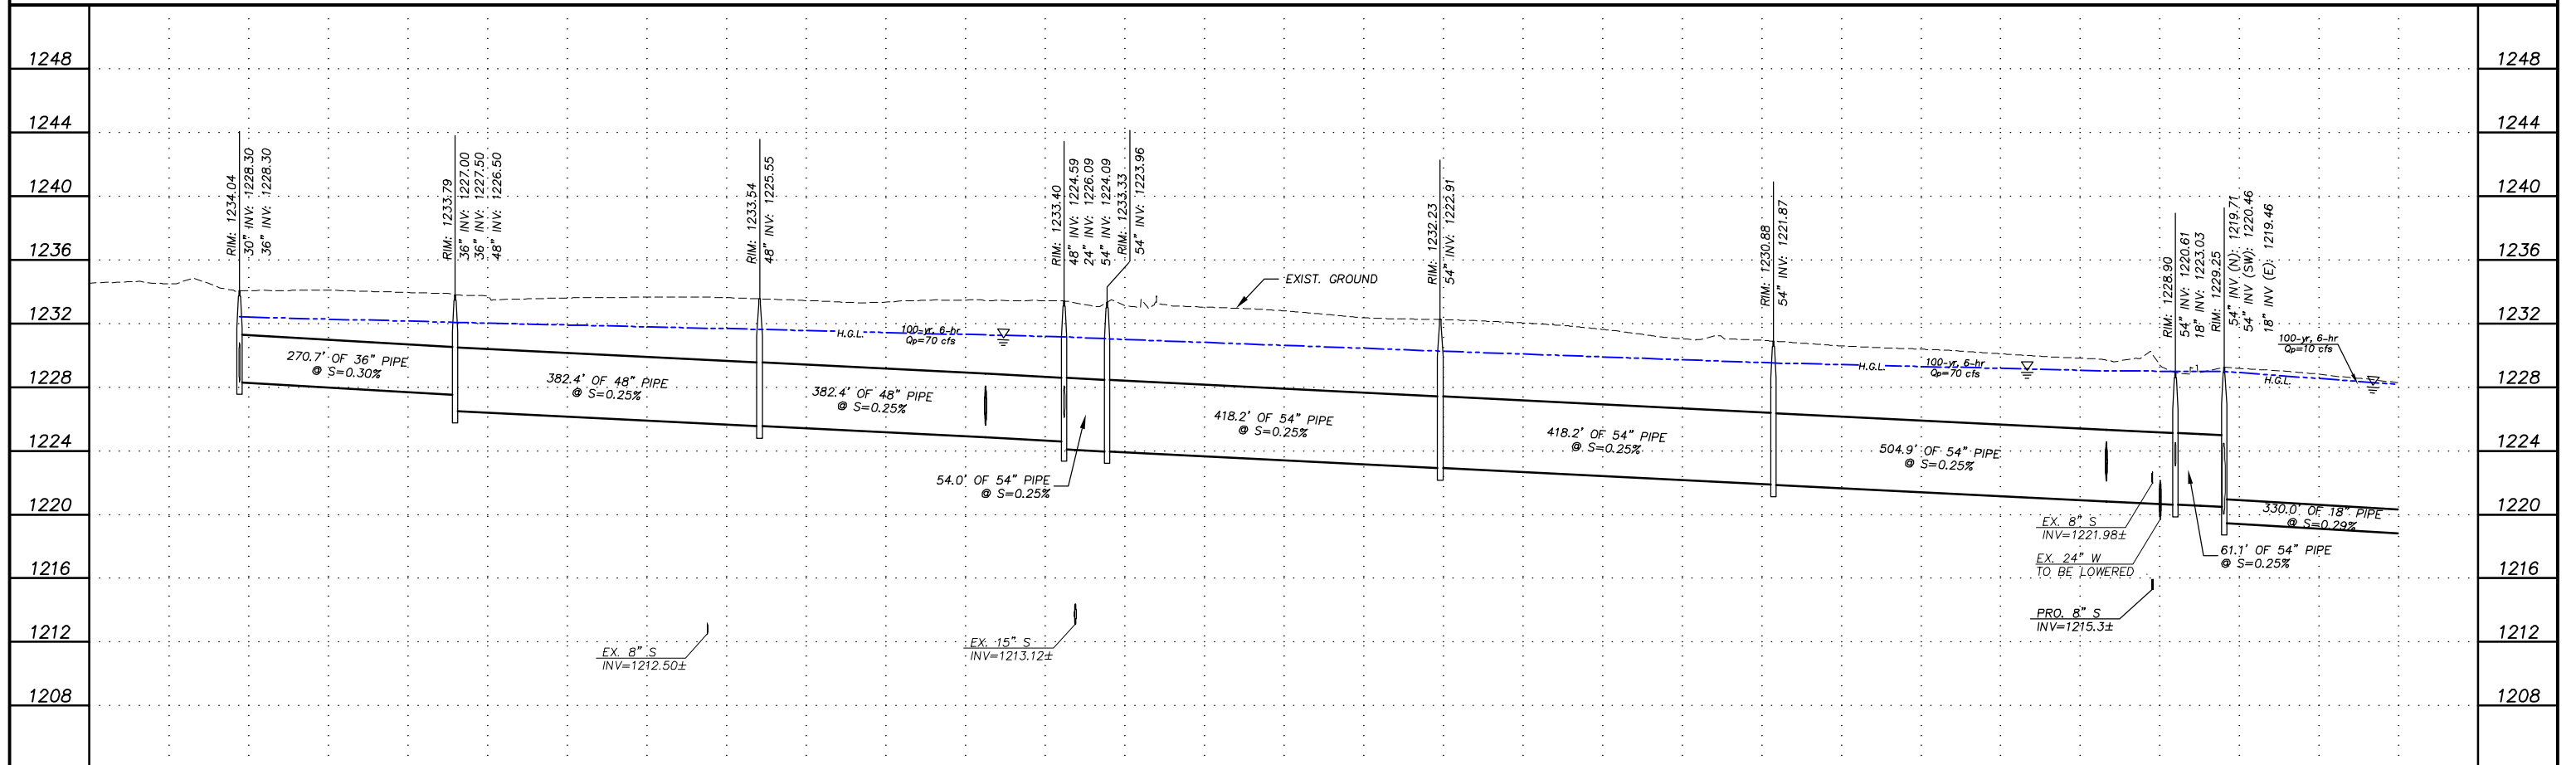 1248
1244
1240
1236
1232
1228
1224
1220
1216
1212
1208
RIM: 1234.04
30" INV: 1228.30
36" INV: 1228.30
RIM: 1233.79
36" INV: 1227.00
36" INV: 1227.50
48" INV: 1226.50
RIM: 1233.54
48" INV: 1225.55
RIM: 1233.40
48" INV: 1224.59
24" INV: 1226.09
54" INV: 1224.09
RIM: 1233.33
54" INV: 1223.96
RIM: 1232.23
54" INV: 1222.91
RIM: 1230.88
54" INV: 1221.87
RIM: 1228.90
54" INV: 1220.61
18" INV: 1223.03
RIM: 1229.25
54" INV (N): 1219.71
54" INV (SW): 1220.46
18" INV (E): 1219.46
EXIST. GROUND
H.G.L.
100-yr, 6-hr
Qp=70 cfs
H.G.L.
100-yr, 6-hr
Qp=70 cfs
100-yr, 6-hr
Qp=10 cfs
H.G.L.
270.7' OF 36" PIPE
@ S=0.30%
382.4' OF 48" PIPE
@ S=0.25%
382.4' OF 48" PIPE
@ S=0.25%
54.0' OF 54" PIPE
@ S=0.25%
418.2' OF 54" PIPE
@ S=0.25%
418.2' OF 54" PIPE
@ S=0.25%
504.9' OF 54" PIPE
@ S=0.25%
330.0' OF 18" PIPE
@ S=0.29%
61.1' OF 54" PIPE
@ S=0.25%
EX. 8" S
INV=1221.98±
EX. 24" W
TO BE LOWERED
PRO. 8" S
INV=1215.3±
EX. 8" S
INV=1212.50±
EX. 15" S
INV=1213.12±
1248
1244
1240
1236
1232
1228
1224
1220
1216
1212
1208